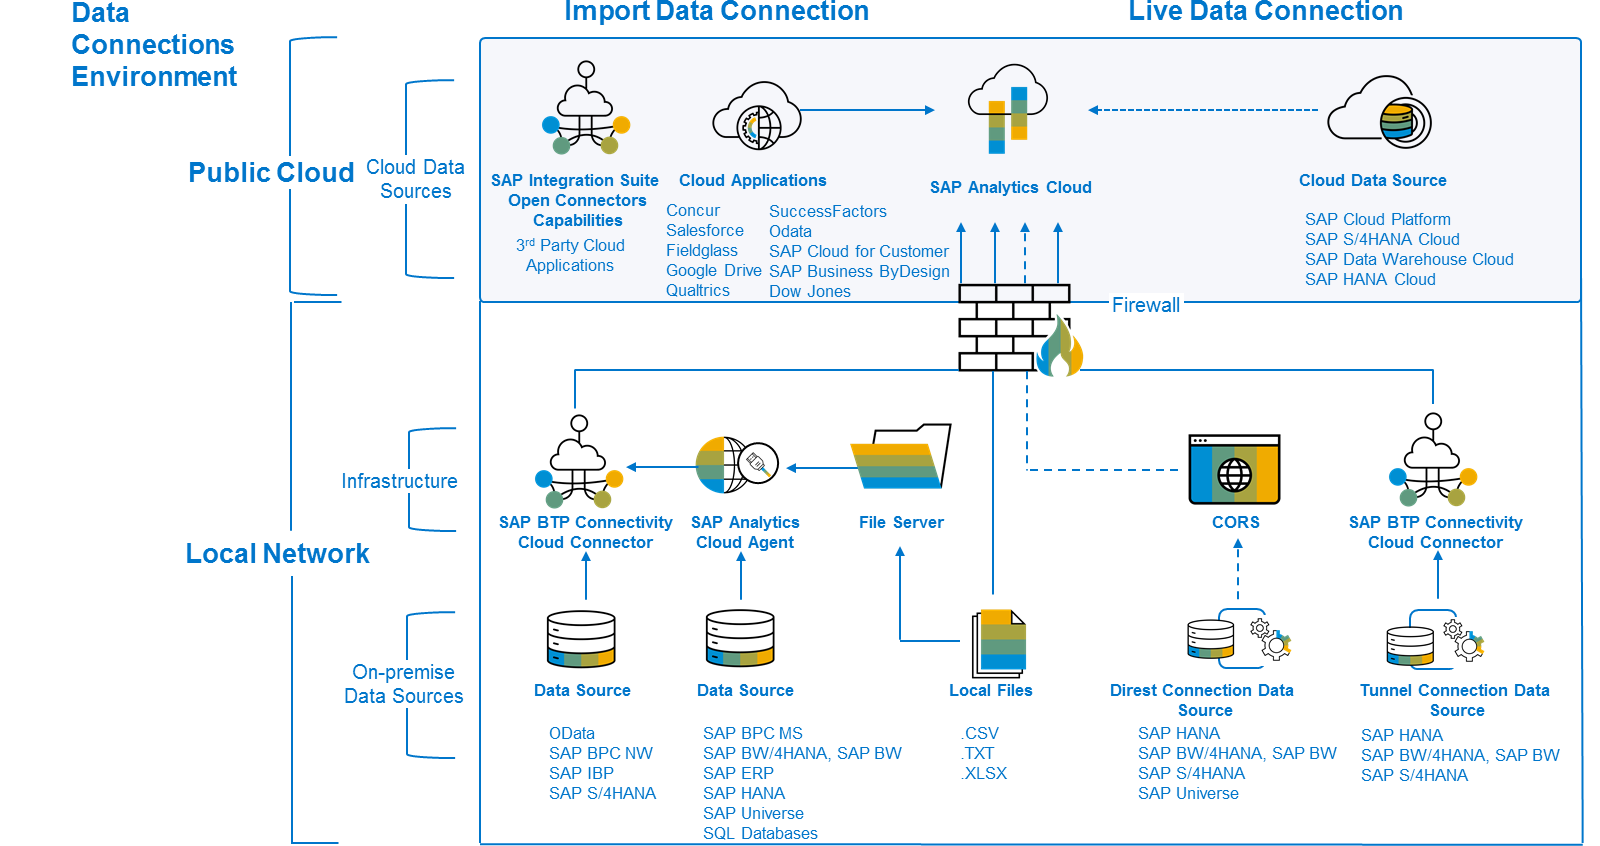 Data
Connections
Environment
Import Data Connection
Live Data Connection
Public Cloud
Cloud Data
Sources
SAP Integration Suite
Open Connectors
Capabilities
3rd Party Cloud
Applications
Cloud Applications
Concur
Salesforce
Fieldglass
Google Drive
Qualtrics
SuccessFactors
Odata
SAP Cloud for Customer
SAP Business ByDesign
Dow Jones
SAP Analytics Cloud
Cloud Data Source
SAP Cloud Platform
SAP S/4HANA Cloud
SAP Data Warehouse Cloud
SAP HANA Cloud
Firewall
Local Network
Infrastructure
SAP BTP Connectivity
Cloud Connector
SAP Analytics
Cloud Agent
File Server
CORS
SAP BTP Connectivity
Cloud Connector
On-premise
Data Sources
Data Source
OData
SAP BPC NW
SAP IBP
SAP S/4HANA
Data Source
SAP BPC MS
SAP BW/4HANA, SAP BW
SAP ERP
SAP HANA
SAP Universe
SQL Databases
Local Files
.CSV
.TXT
.XLSX
Direst Connection Data
Source
SAP HANA
SAP BW/4HANA, SAP BW
SAP S/4HANA
SAP Universe
Tunnel Connection Data
Source
SAP HANA
SAP BW/4HANA, SAP BW
SAP S/4HANA